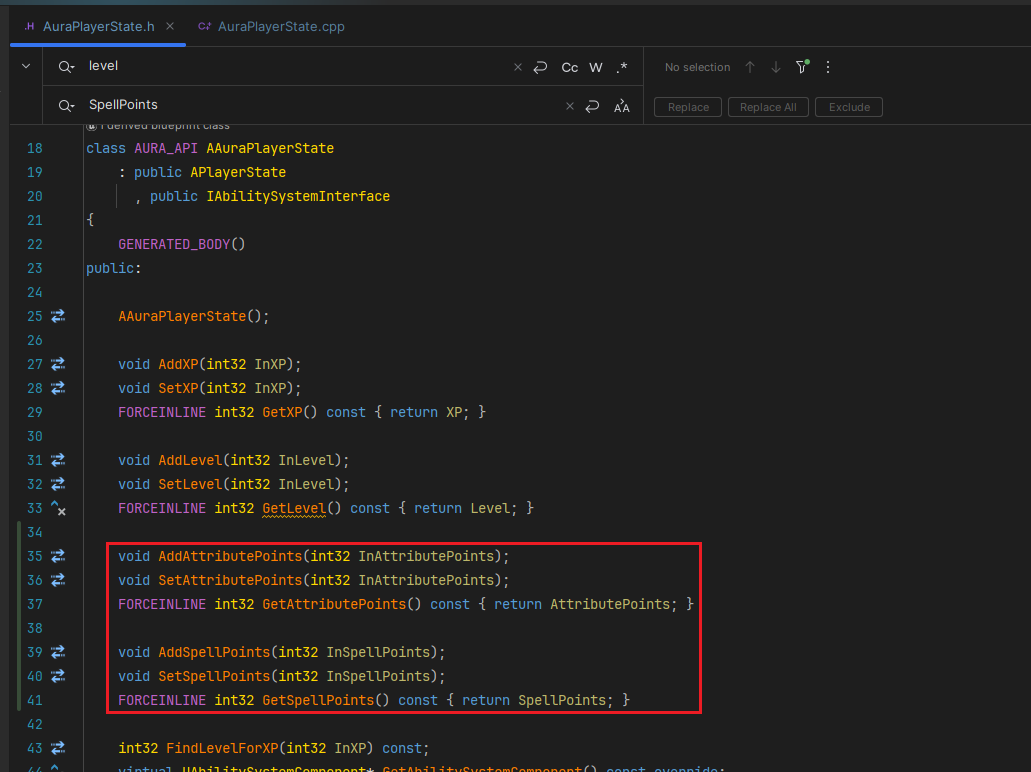 .H AuraPlayerState.h × C++ AuraPlayerState.cpp
level × Cc W .* No selection
SpellPoints × AA Replace Replace All Exclude
1 derived blueprint class
18 class AURA_API AAuraPlayerState
19 : public APlayerState
20 , public IAbilitySystemInterface
21 {
22 GENERATED_BODY()
23 public:
24
25 AAuraPlayerState();
26
27 void AddXP(int32 InXP);
28 void SetXP(int32 InXP);
29 FORCEINLINE int32 GetXP() const { return XP; }
30
31 void AddLevel(int32 InLevel);
32 void SetLevel(int32 InLevel);
33 FORCEINLINE int32 GetLevel() const { return Level; }
34
35 void AddAttributePoints(int32 InAttributePoints);
36 void SetAttributePoints(int32 InAttributePoints);
37 FORCEINLINE int32 GetAttributePoints() const { return AttributePoints; }
38
39 void AddSpellPoints(int32 InSpellPoints);
40 void SetSpellPoints(int32 InSpellPoints);
41 FORCEINLINE int32 GetSpellPoints() const { return SpellPoints; }
42
43 int32 FindLevelForXP(int32 InXP) const;
44 virtual UAbilitySystemComponent* GetAbilitySystemComponent() const override;